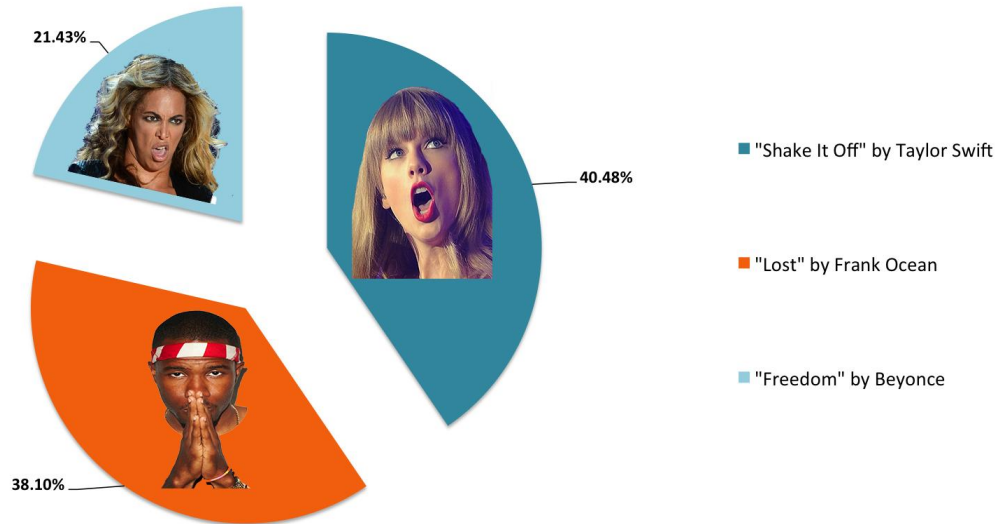 21.43%
"Shake It Off" by Taylor Swift
40.48%
"Lost" by Frank Ocean
"Freedom" by Beyonce
38.10%